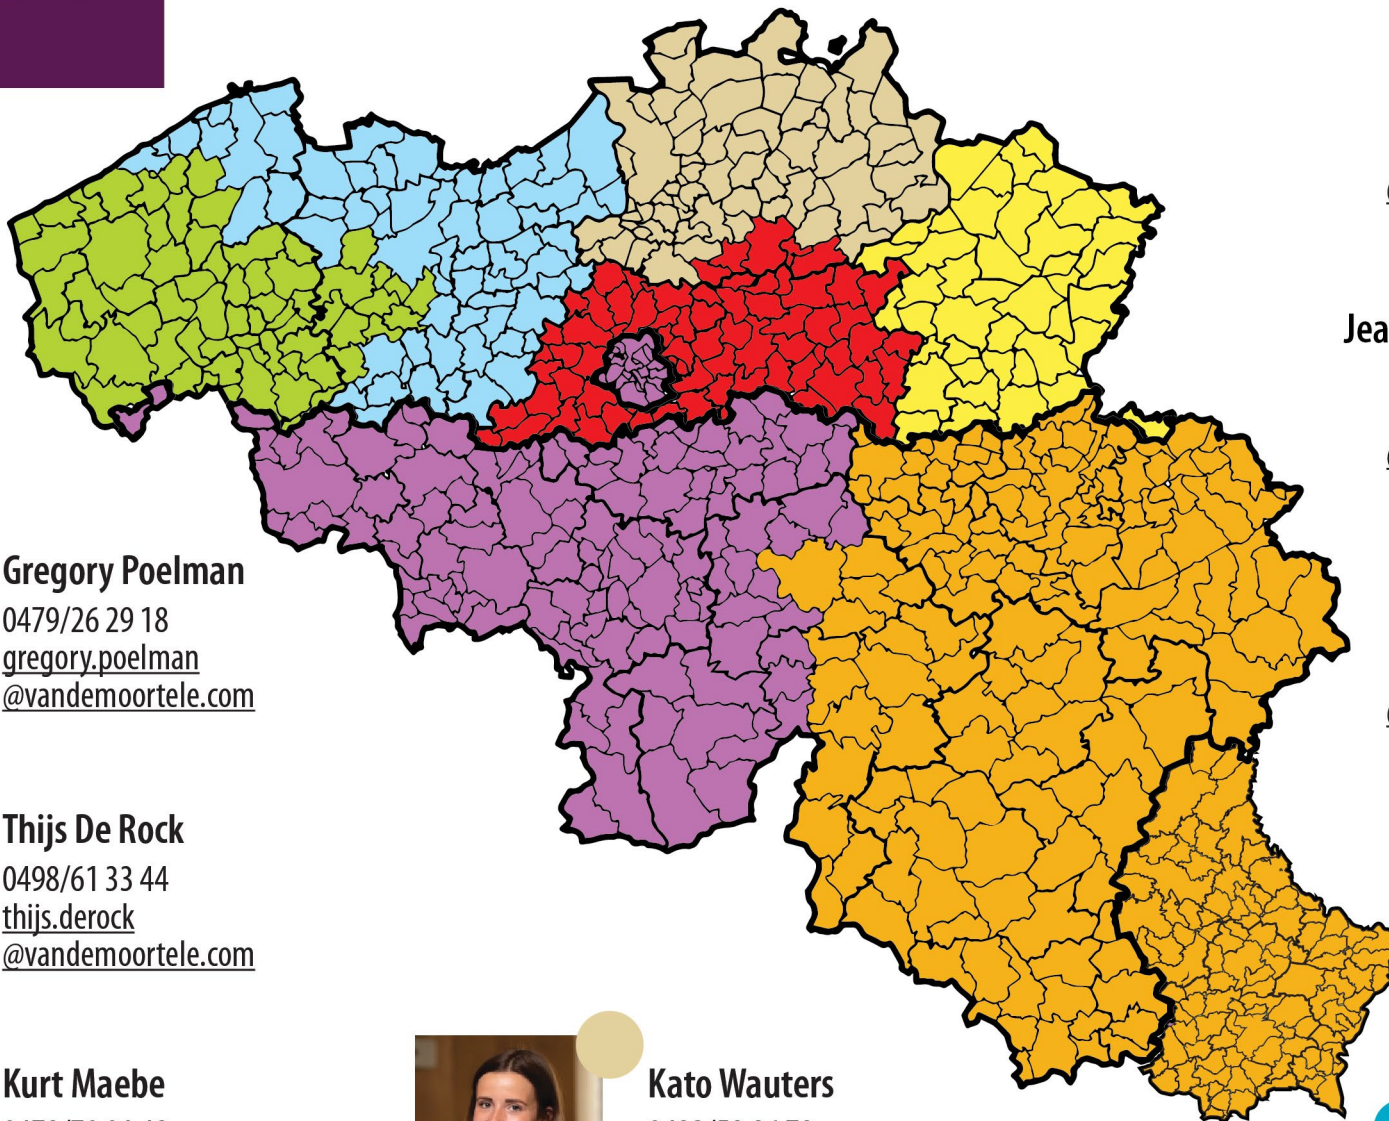 Jea
Gregory Poelman
0479/26 29 18
gregory.poelman
@vandemoortele.com
Thijs De Rock
0498/61 33 44
thijs.derock
@vandemoortele.com
Kurt Maebe
Kato Wauters